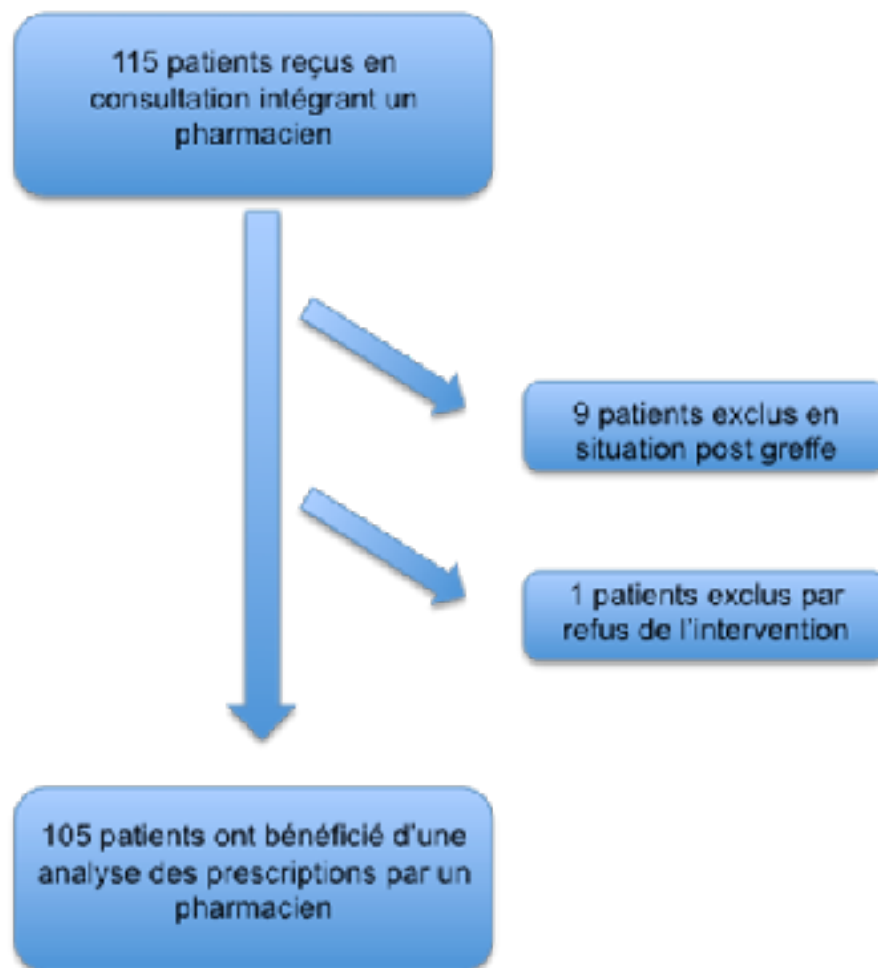 115 patients reçus en
consultation intégrant un
pharmacien
9 patients exclus en
situation post greffe
1 patients exclus par
refus de l'intervention
105 patients ont bénéficié d'une
analyse des prescriptions par un
pharmacien